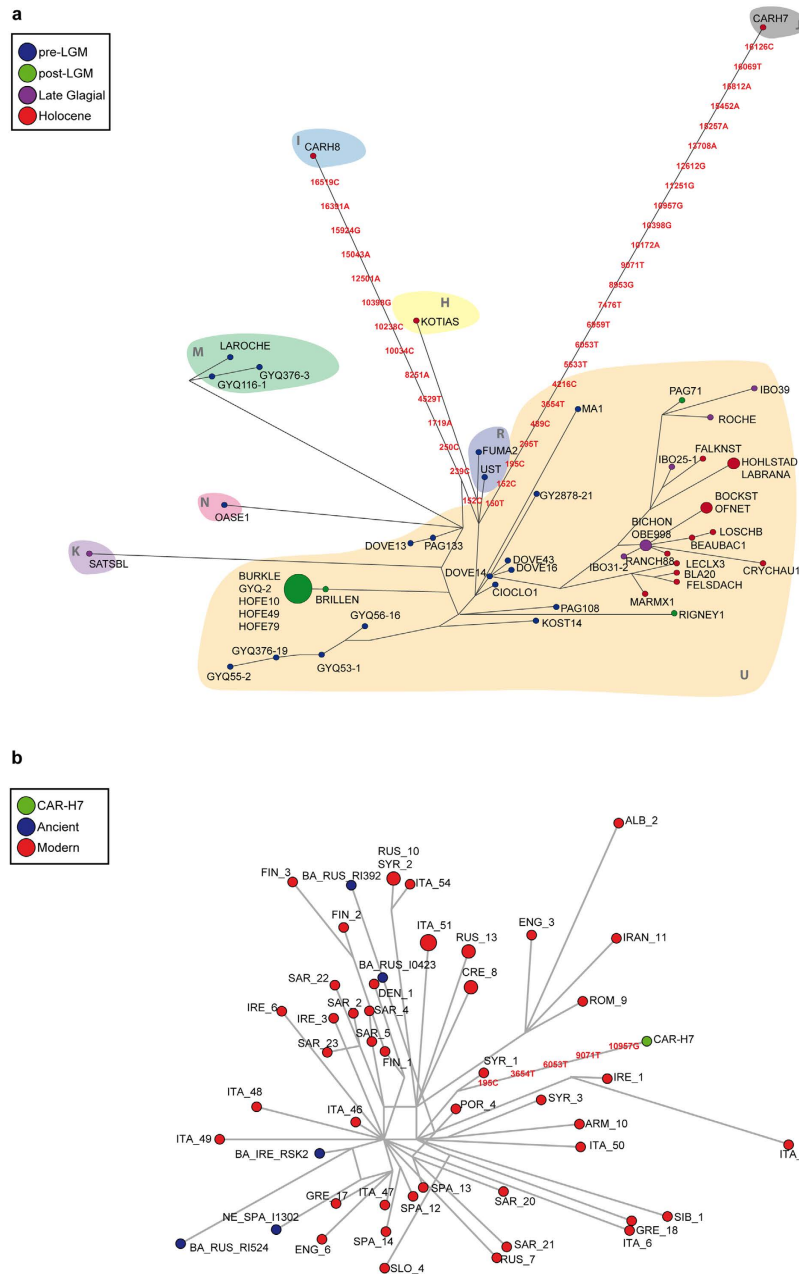 a
pre-LGM
post-LGM
Late Glagial
Holocene
CARH7
J
16126C
16069T
15452A
16257A
13708A
12612G
11251G
10957G
10398G
10172A
9071T
8953G
7476T
6959T
6053T
5633T
4216C
3654T
489C
295T
195C
152C
150T
I
CARH8
16519C
16391A
15924G
15043A
12501A
10398G
10238C
10034C
8251A
4529T
1719A
250C
239C
152C
H
KOTIAS
M
LAROCHE
GYQ376-3
GYQ116-1
R
FUMA2
UST
N
OASE1
K
SATSBL
MA1
GY2878-21
PAG71
IBO39
ROCHE
IBO25-1
FALKNST
HOHLSTAD
LABRANA
BOCKST
OFNET
BICHON
OBE998
LOSCHB
BEAUBAC1
RANCH88
IBO31-2
LECLX3
BLA20
FELSDACH
CRYCHAU1
MARMX1
RIGNEY1
DOVE13
PAG133
DOVE14
DOVE43
DOVE16
CIOCLO1
BURKLE
GYQ-2
HOFE10
HOFE49
HOFE79
BRILLEN
GYQ56-16
PAG108
KOST14
GYQ376-19
GYQ53-1
GYQ55-2
U
b
CAR-H7
Ancient
Modern
ALB_2
RUS_10
SYR_2
FIN_3
BA_RUS_RI392
ITA_54
FIN_2
ITA_51
RUS_13
ENG_3
IRAN_11
BA_RUS_I0423
CRE_8
SAR_22
DEN_1
ROM_9
IRE_6
SAR_2
SAR_4
IRE_3
SAR_5
SAR_23
FIN_1
CAR-H7
10957G
9071T
6053T
3654T
195C
SYR_1
IRE_1
ITA_48
ITA_46
POR_4
SYR_3
ARM_10
ITA_49
ITA_50
ITA_
BA_IRE_RSK2
SPA_13
GRE_17
ITA_47
SPA_12
SAR_20
NE_SPA_I1302
SIB_1
GRE_18
ITA_6
BA_RUS_RI524
ENG_6
SPA_14
SAR_21
RUS_7
SLO_4